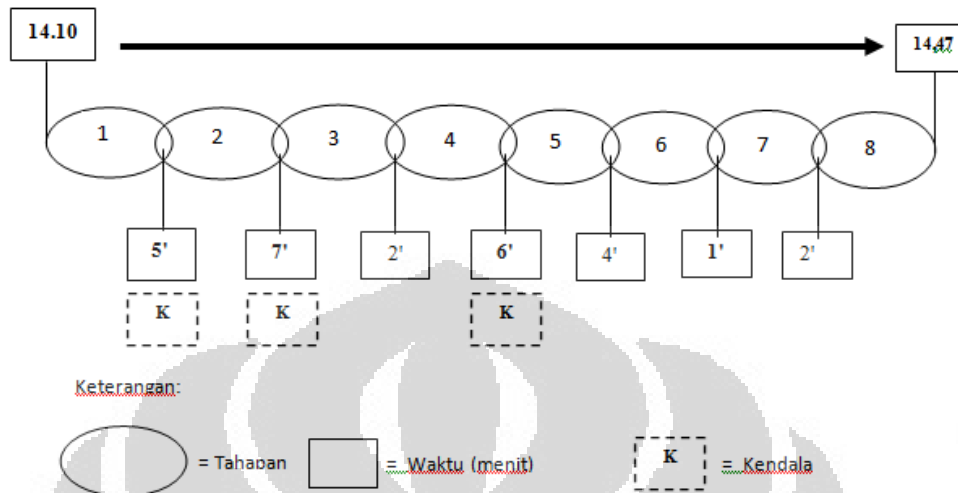 14.10
14.47
1 2 3 4 5 6 7 8
5' 7' 2' 6' 4' 1' 2'
K K K
Keterangan:
= Tahapan = Waktu (menit) K = Kendala